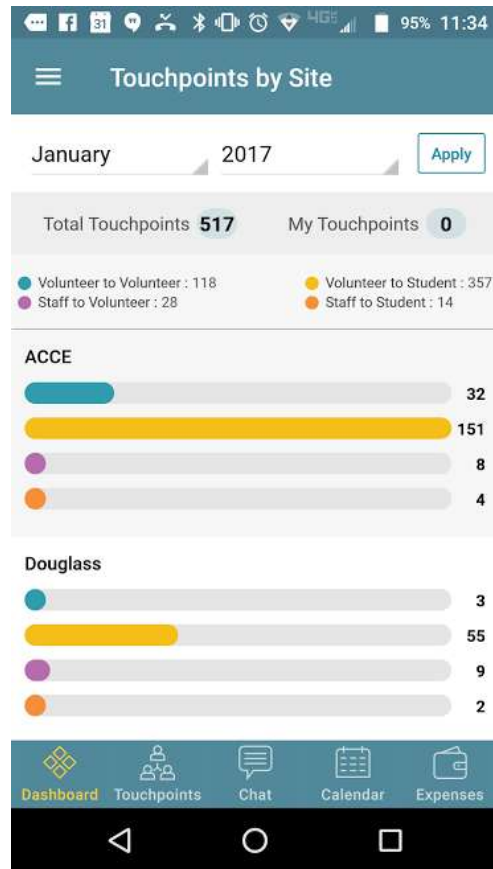 31 4GE 95% 11:34
Touchpoints by Site
January 2017 Apply
Total Touchpoints 517 My Touchpoints 0
Volunteer to Volunteer : 118 Volunteer to Student : 357
Staff to Volunteer : 28 Staff to Student : 14
ACCE
32
151
8
4
Douglass
3
55
9
2
Dashboard Touchpoints Chat Calendar Expenses